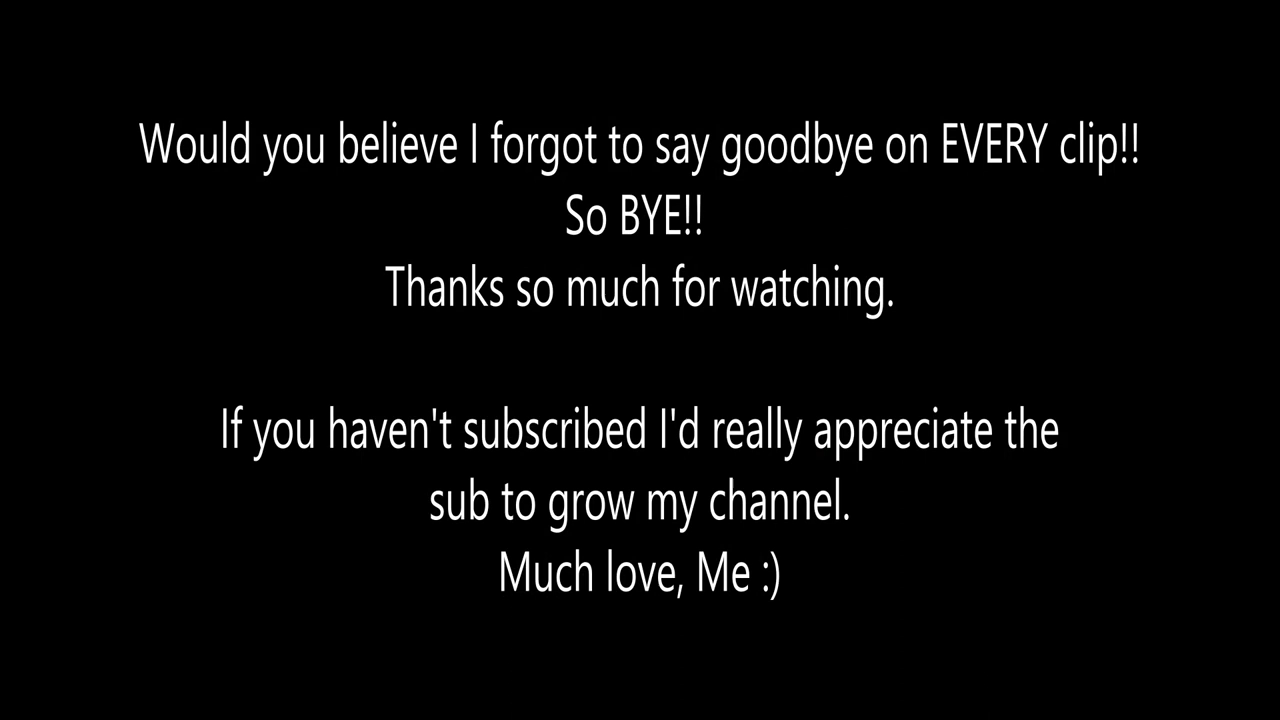 Would you believe I forgot to say goodbye on EVERY clip!!
So BYE!!
Thanks so much for watching.
If you haven't subscribed I'd really appreciate the
sub to grow my channel.
Much love, Me :)